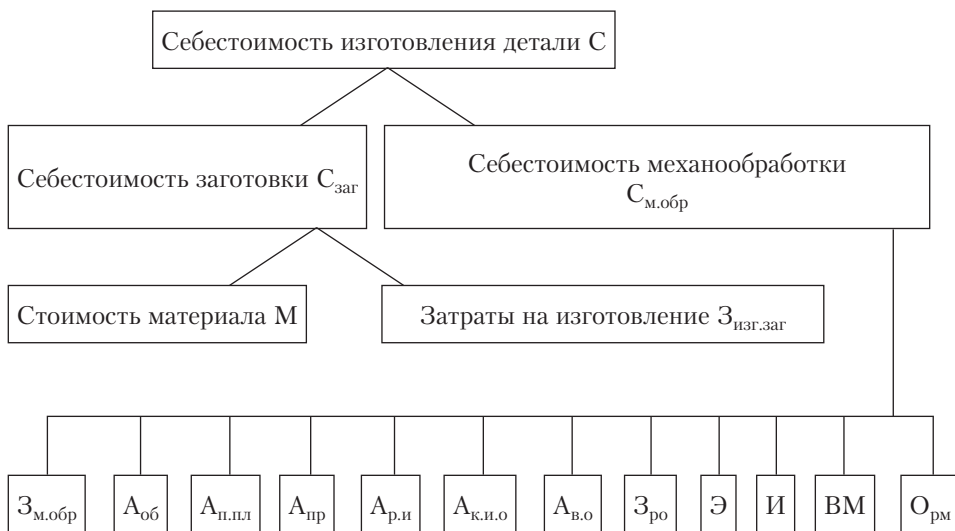 Себестоимость изготовления детали С
Себестоимость заготовки Сзаг
Себестоимость механообработки
См.обр
Стоимость материала М
Затраты на изготовление Зизг.заг
Зм.обр Аоб Ап.пл Апр Ар.и Ак.и.о Ав.о Зро Э И ВМ Орм